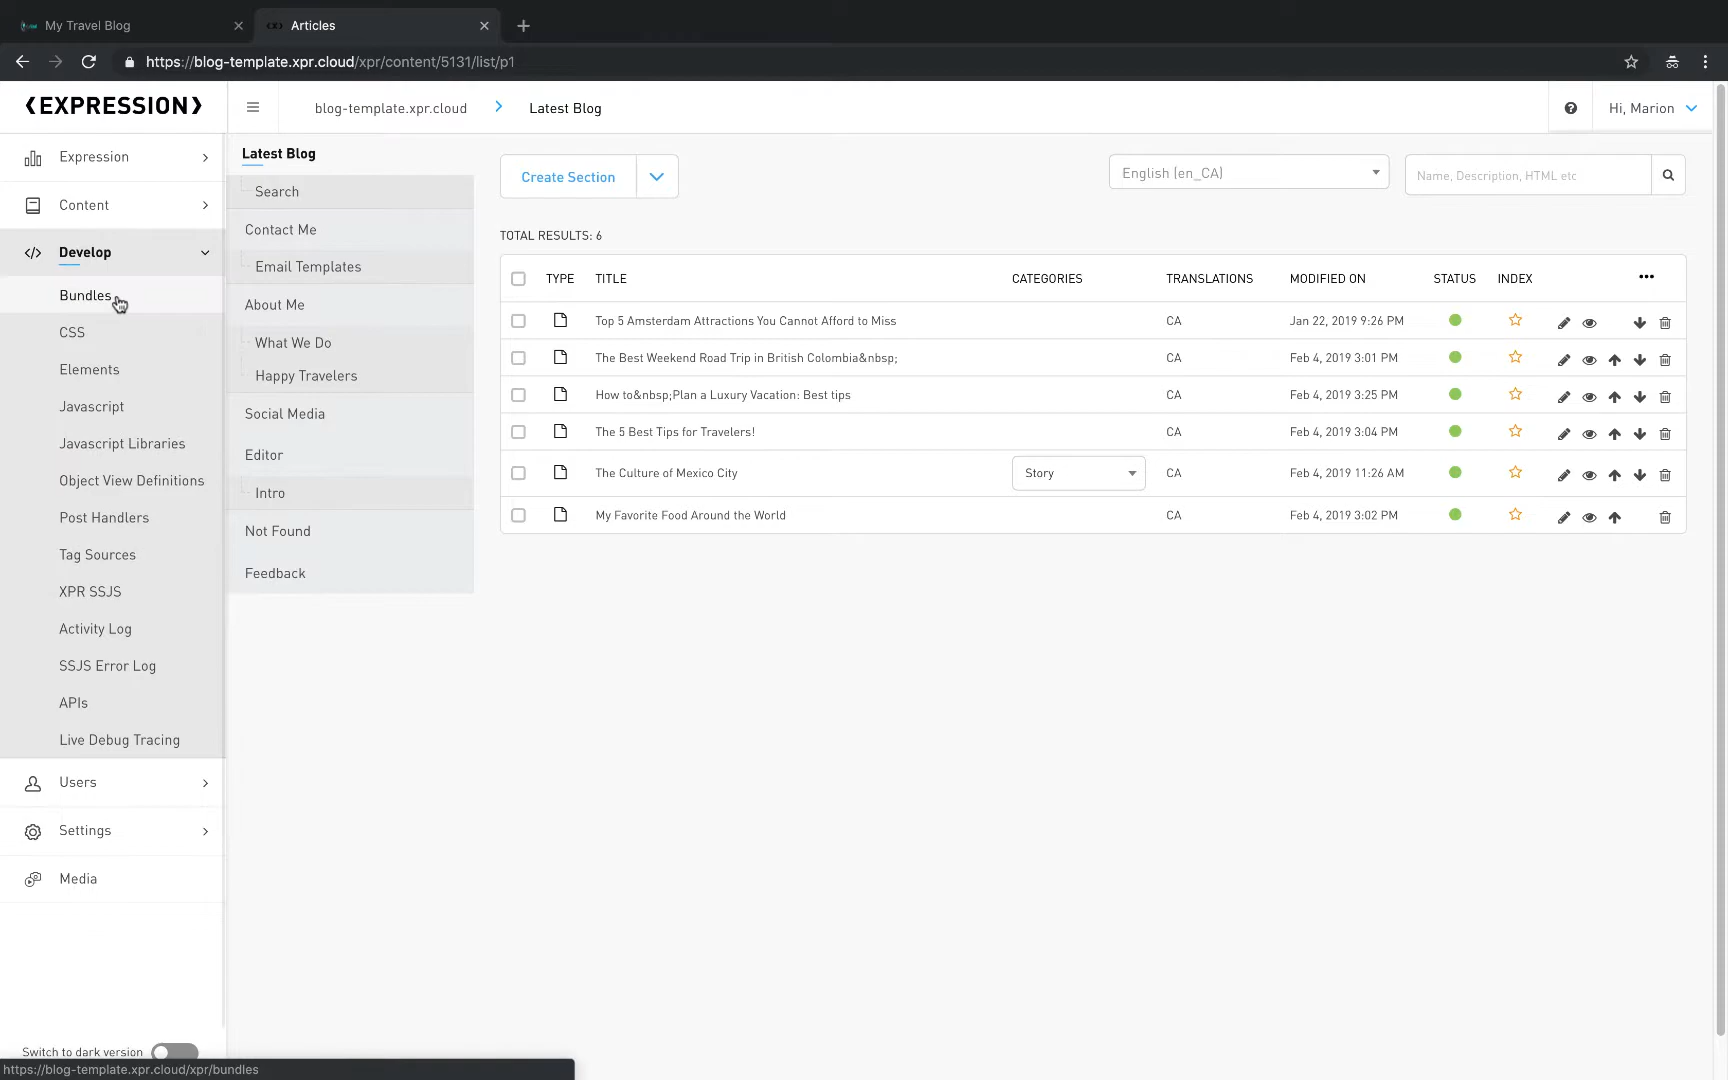 My Travel Blog
Articles
https://blog-template.xpr.cloud/xpr/content/5131/list/p1
‹EXPRESSION›
blog-template.xpr.cloud
Latest Blog
Hi, Marion
Expression
Content
Develop
Bundles
CSS
Elements
Javascript
Javascript Libraries
Object View Definitions
Post Handlers
Tag Sources
XPR SSJS
Activity Log
SSJS Error Log
APIs
Live Debug Tracing
Users
Settings
Media
Switch to dark version
Latest Blog
Search
Contact Me
Email Templates
About Me
What We Do
Happy Travelers
Social Media
Editor
Intro
Not Found
Feedback
Create Section
English (en_CA)
Name, Description, HTML etc
TOTAL RESULTS: 6
TYPE TITLE CATEGORIES TRANSLATIONS MODIFIED ON STATUS INDEX
Top 5 Amsterdam Attractions You Cannot Afford to Miss CA Jan 22, 2019 9:26 PM
The Best Weekend Road Trip in British Colombia&nbsp; CA Feb 4, 2019 3:01 PM
How to&nbsp;Plan a Luxury Vacation: Best tips CA Feb 4, 2019 3:25 PM
The 5 Best Tips for Travelers! CA Feb 4, 2019 3:04 PM
The Culture of Mexico City Story CA Feb 4, 2019 11:26 AM
My Favorite Food Around the World CA Feb 4, 2019 3:02 PM
https://blog-template.xpr.cloud/xpr/bundles